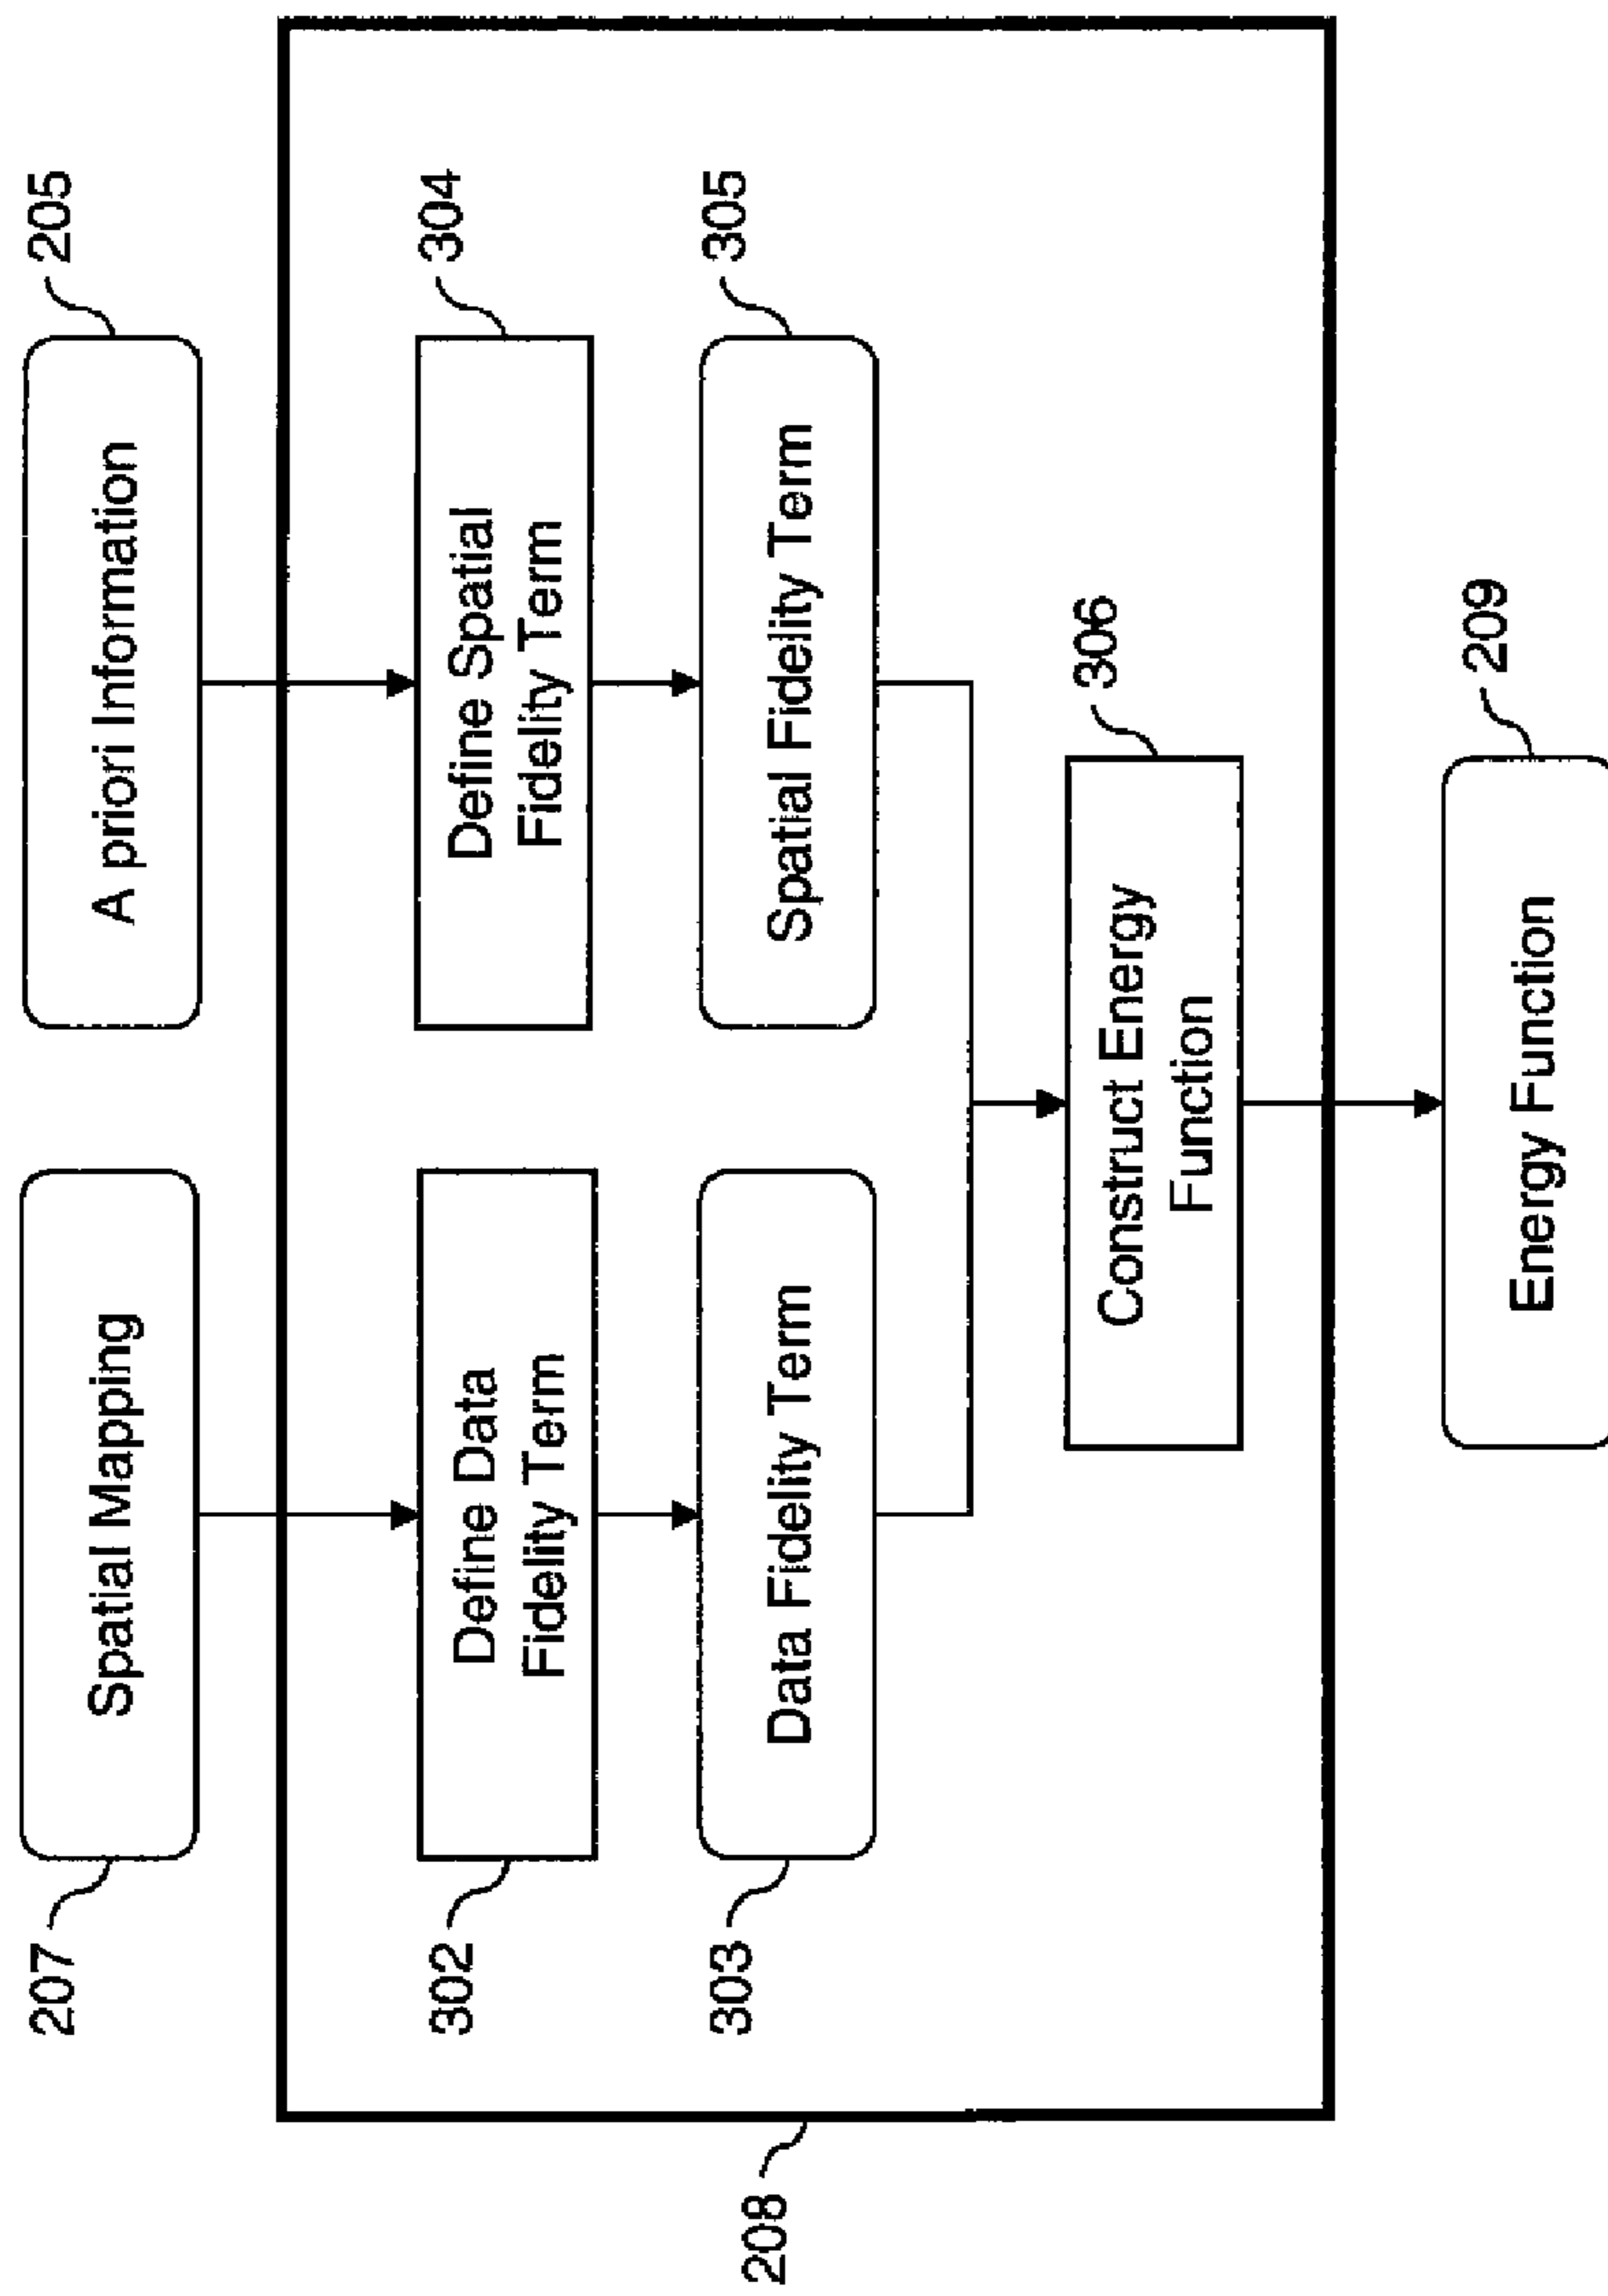 207
Spatial Mapping
A priori Information
205
302
Define Data
Fidelity Term
Define Spatial
Fidelity Term
304
303
Data Fidelity Term
Spatial Fidelity Term
305
208
Construct Energy
Function
306
Energy Function
209